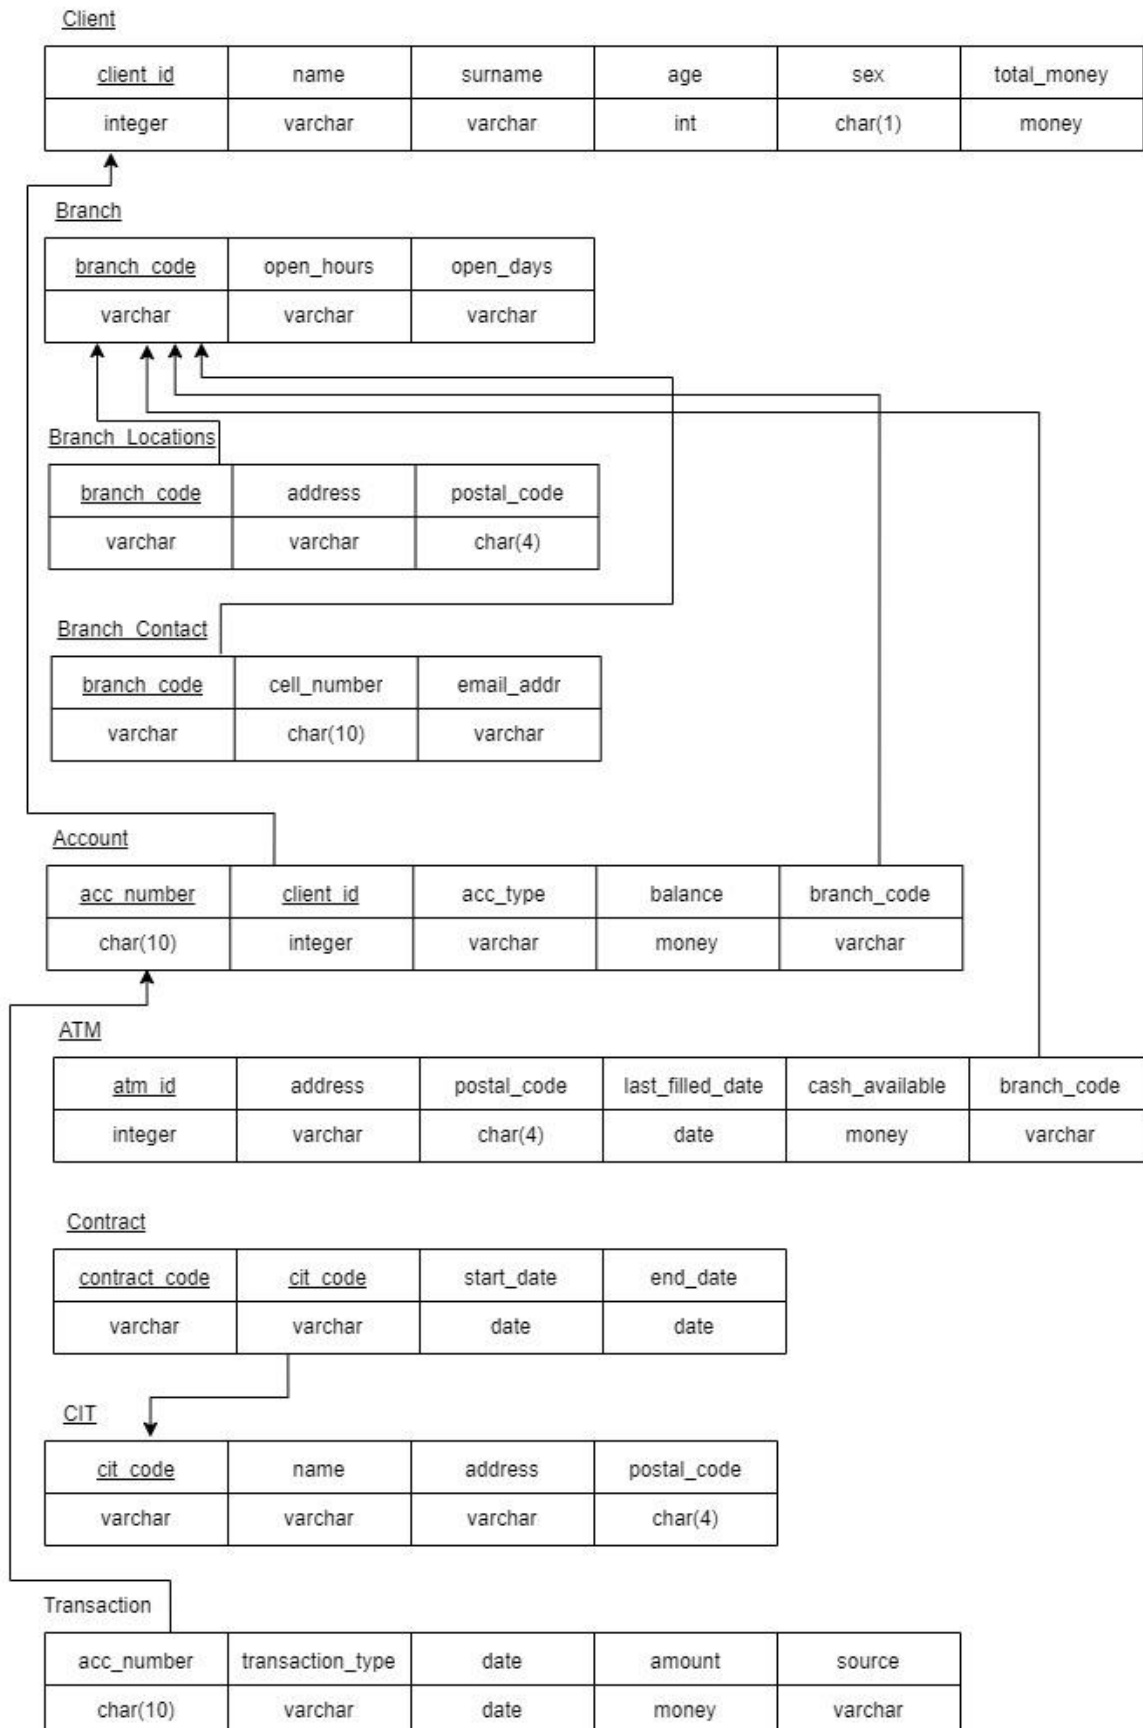 Client
client_id name surname age sex total_money
integer varchar varchar int char(1) money
Branch
branch_code open_hours open_days
varchar varchar varchar
Branch_Locations
branch_code address postal_code
varchar varchar char(4)
Branch_Contact
branch_code cell_number email_addr
varchar char(10) varchar
Account
acc_number client_id acc_type balance branch_code
char(10) integer varchar money varchar
ATM
atm_id address postal_code last_filled_date cash_available branch_code
integer varchar char(4) date money varchar
Contract
contract_code cit_code start_date end_date
varchar varchar date date
CIT
cit_code name address postal_code
varchar varchar varchar char(4)
Transaction
acc_number transaction_type date amount source
char(10) varchar date money varchar